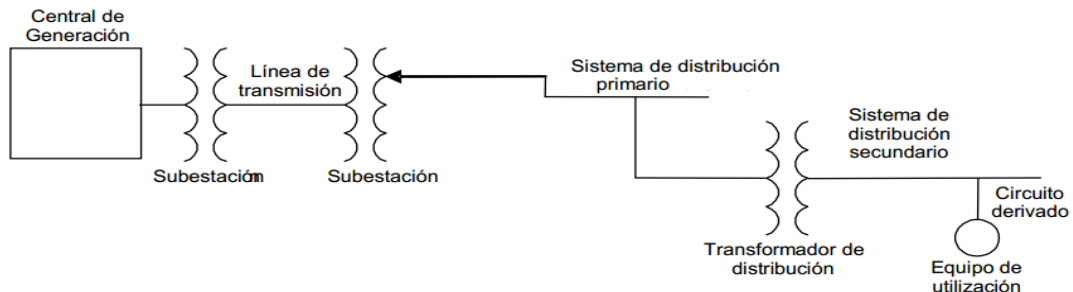 Central de
Generación
Línea de
transmisión
Subestación
Subestación
Sistema de distribución
primario
Sistema de
distribución
secundario
Transformador de
distribución
Circuito
derivado
Equipo de
utilización